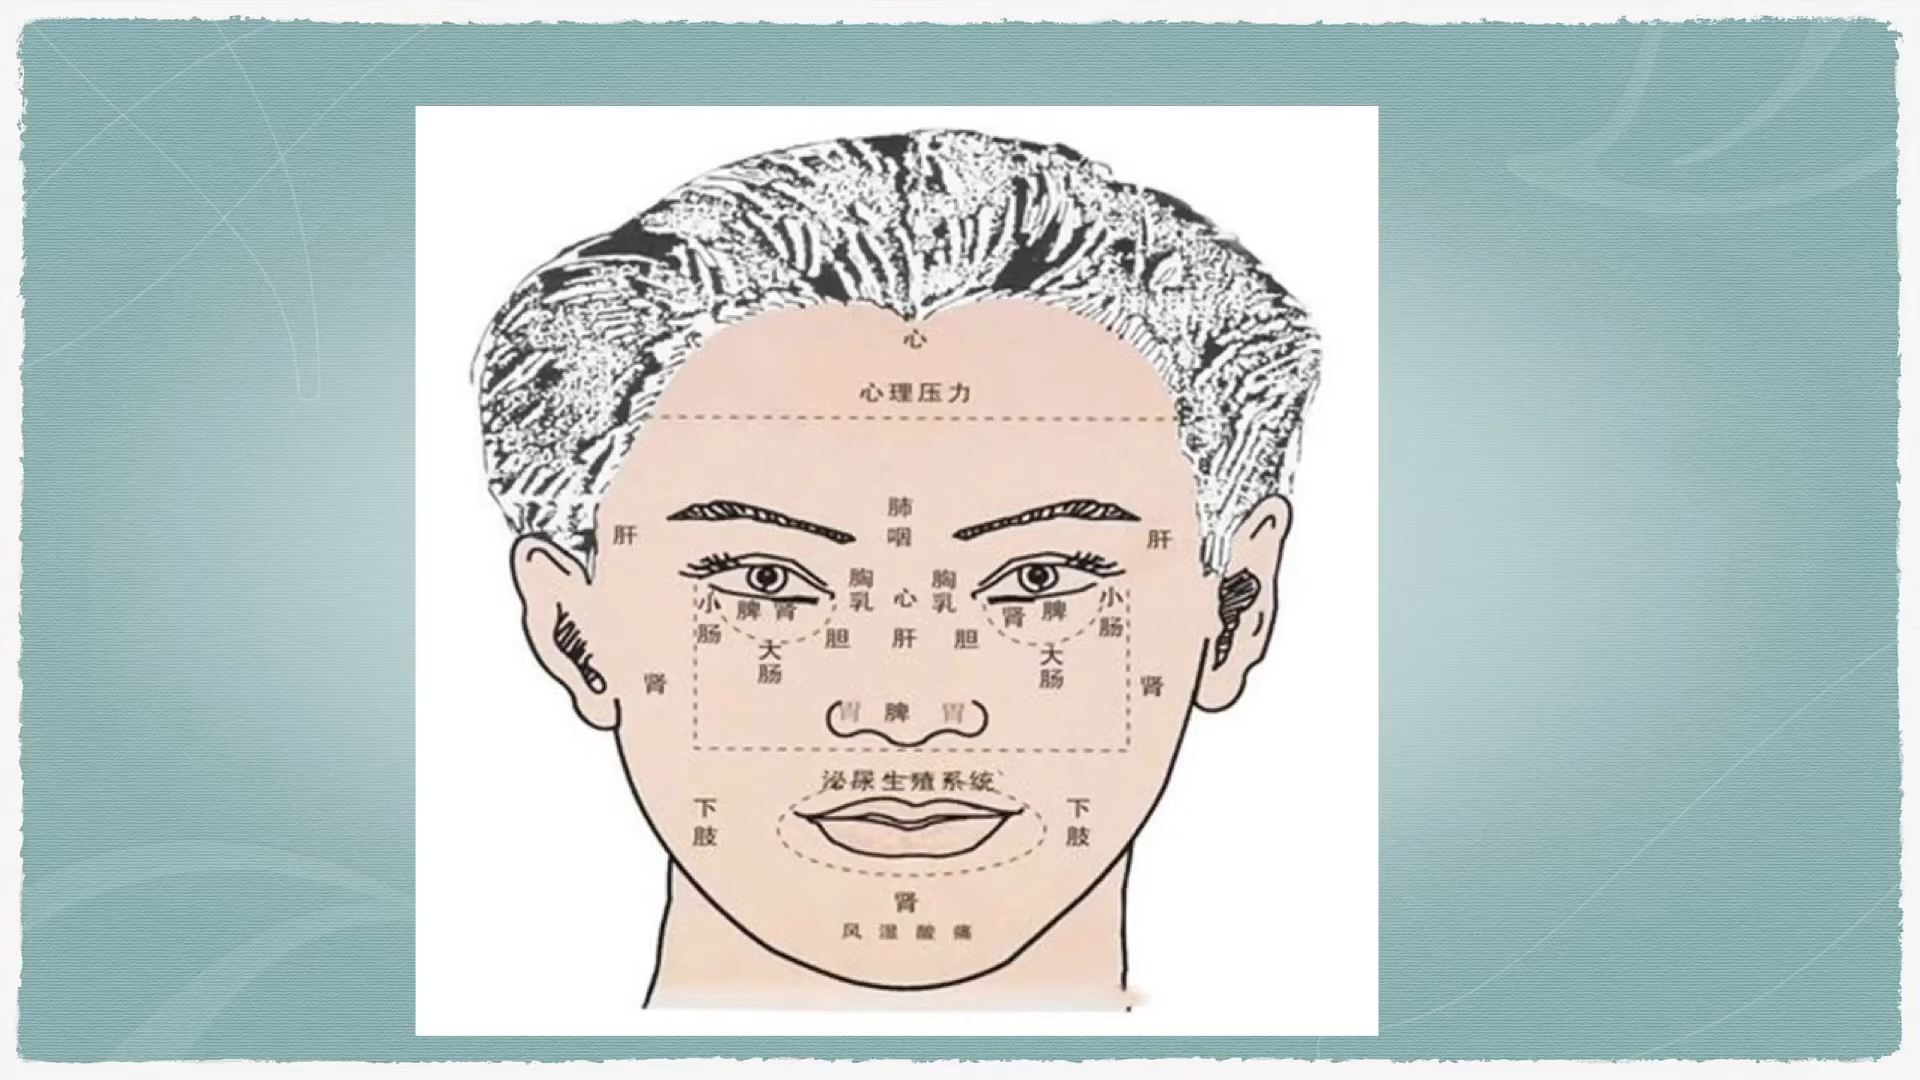 心
心理压力
肺
咽
肝
肝
胸乳
心
胸乳
小肠
脾
肾
肾
脾
小肠
胆
肝
胆
大肠
大肠
肾
肾
胃
脾
胃
泌尿生殖系统
下肢
下肢
肾
风湿酸痛